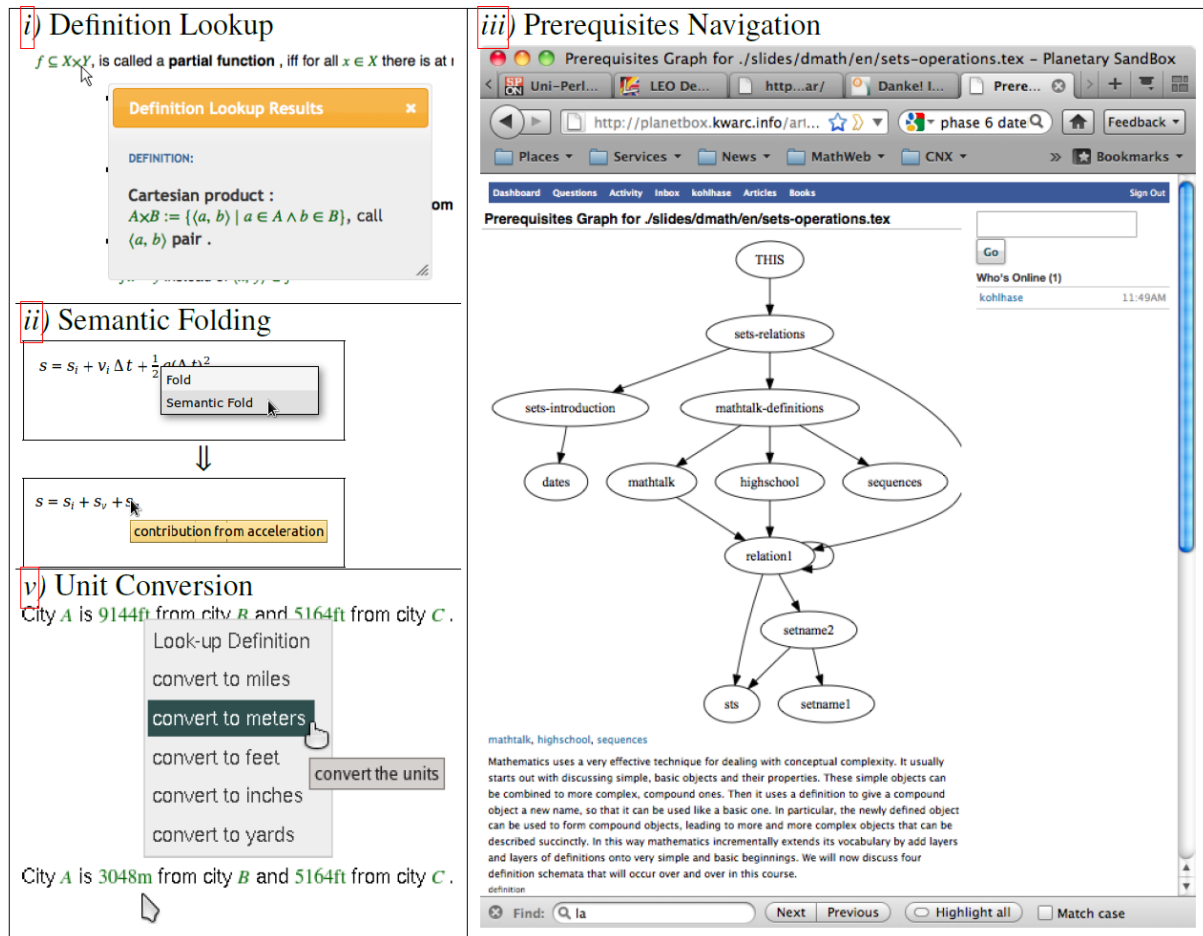 i) Definition Lookup
f ⊆ X×Y, is called a partial function , iff for all x ∈ X there is at
Definition Lookup Results ×
DEFINITION:
Cartesian product :
A×B := {⟨a, b⟩ | a ∈ A ∧ b ∈ B}, call
⟨a, b⟩ pair .
om
ii) Semantic Folding
s = sᵢ + vᵢ Δt + ½ a(Δt)²
Fold
Semantic Fold
⇓
s = sᵢ + sᵥ + s
contribution from acceleration
v) Unit Conversion
City A is 9144ft from city B and 5164ft from city C .
Look-up Definition
convert to miles
convert to meters
convert to feet
convert to inches
convert to yards
convert the units
City A is 3048m from city B and 5164ft from city C .
iii) Prerequisites Navigation
Prerequisites Graph for ./slides/dmath/en/sets-operations.tex – Planetary SandBox
SPON Uni-Perl... LEO De... http...ar/ Danke! I... Prere...
http://planetbox.kwarc.info/art... phase 6 date Feedback
Places Services News MathWeb CNX » Bookmarks
Dashboard Questions Activity Inbox kohlhase Articles Books Sign Out
Prerequisites Graph for ./slides/dmath/en/sets-operations.tex
Go
Who's Online (1)
kohlhase 11:49AM
THIS
sets-relations
sets-introduction mathtalk-definitions
dates mathtalk highschool sequences
relation1
setname2
sts setname1
mathtalk, highschool, sequences
Mathematics uses a very effective technique for dealing with conceptual complexity. It usually
starts out with discussing simple, basic objects and their properties. These simple objects can
be combined to more complex, compound ones. Then it uses a definition to give a compound
object a new name, so that it can be used like a basic one. In particular, the newly defined object
can be used to form compound objects, leading to more and more complex objects that can be
described succinctly. In this way mathematics incrementally extends its vocabulary by add layers
and layers of definitions onto very simple and basic beginnings. We will now discuss four
definition schemata that will occur over and over in this course.
definition
Find: la Next Previous Highlight all Match case